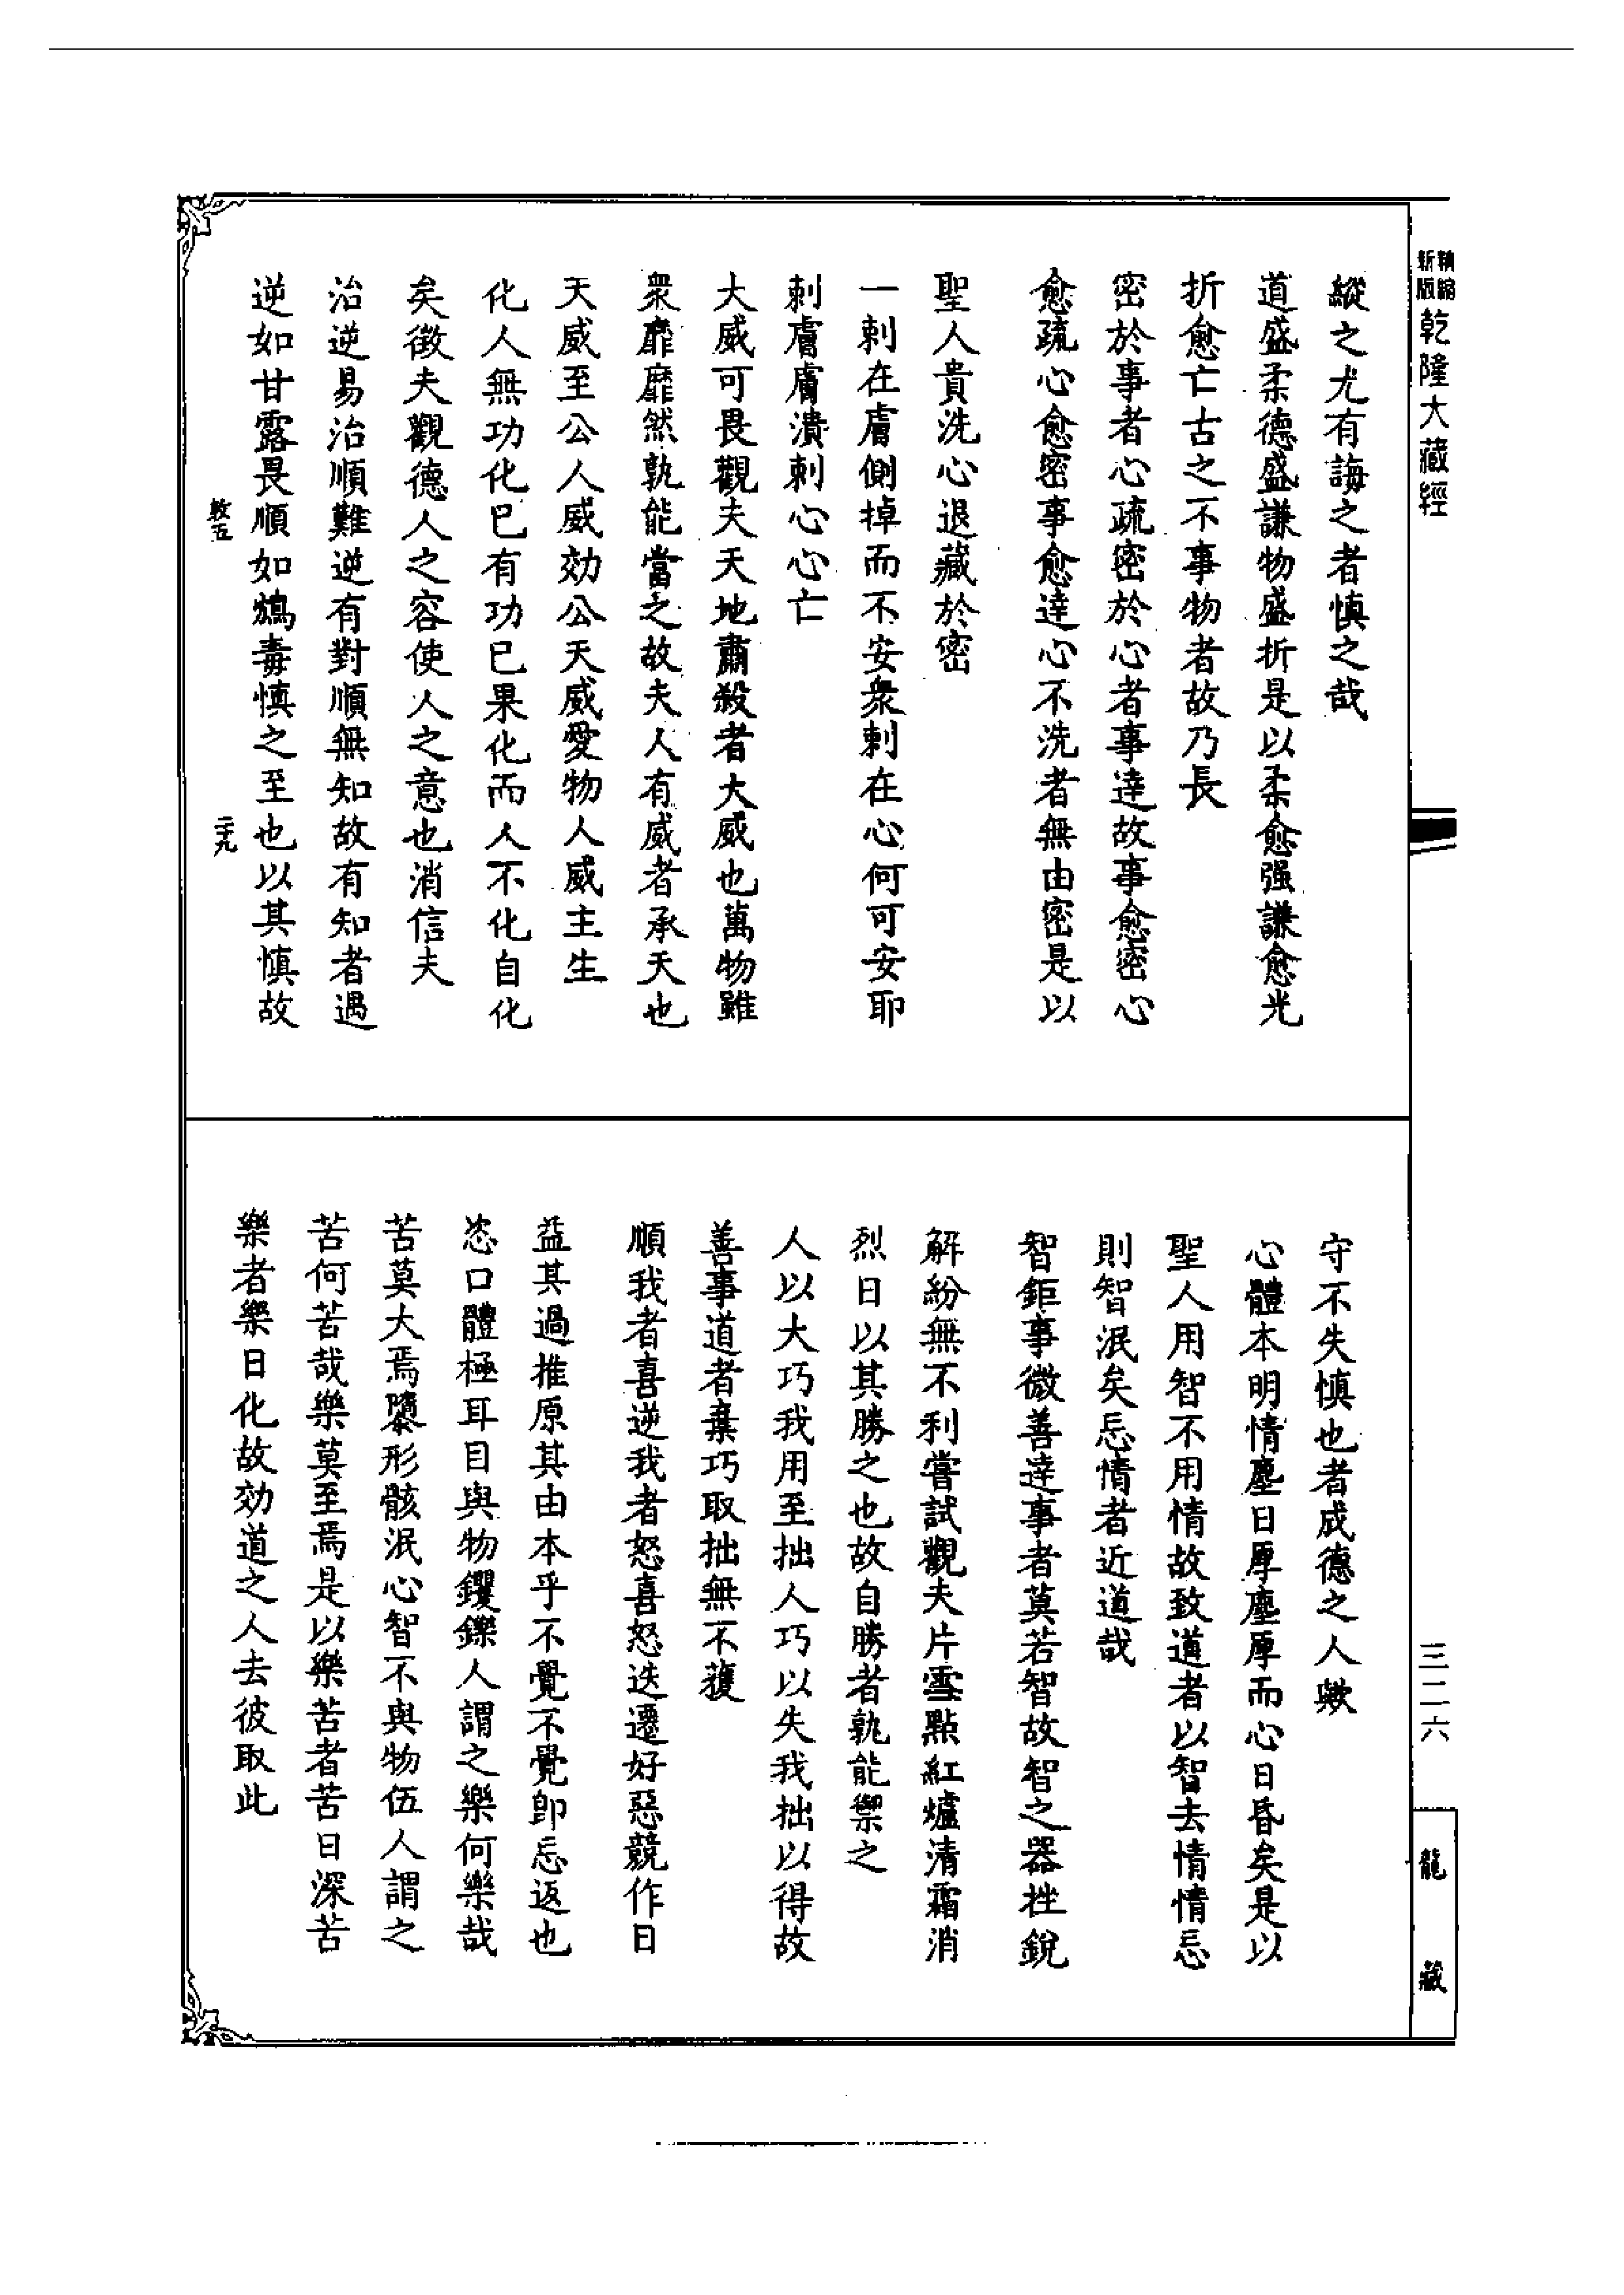 精縮
新版
乾隆大藏經
三二六
龍藏
縱之尤有誨之者慎之哉
道盛柔德盛謙物盛折是以柔愈强謙愈光
折愈亡古之不事物者故乃長
密於事者心疏密於心者事達故事愈密心
愈疏心愈密事愈達心不洗者無由密是以
聖人貴洗心退藏於密
一刺在膚側掉而不安衆刺在心何可安耶
刺膚膚潰刺心心亡
大威可畏觀夫天地肅殺者大威也萬物雖
衆靡靡然孰能當之故夫人有威者承天也
天威至公人威効公天威愛物人威主生
化人無功化已有功已果化而人不化自化
矣徵夫觀德人之容使人之意也消信夫
治逆易治順難逆有對順無知故有知者遇
逆如甘露畏順如鴆毒慎之至也以其慎故
敎五
二十九
守不失慎也者成德之人歟
心體本明情塵日厚塵厚而心日昏矣是以
聖人用智不用情故致道者以智去情情忘
則智泯矣忘情者近道哉
智鉅事微善達事者莫若智故智之器挫銳
解紛無不利嘗試觀夫片雪點紅爐清霜消
烈日以其勝之也故自勝者孰能禦之
人以大巧我用至拙人巧以失我拙以得故
善事道者棄巧取拙無不獲
順我者喜逆我者怒喜怒迭遷好惡競作日
益其過推原其由本乎不覺不覺卽忘返也
恣口體極耳目與物钁鑠人謂之樂何樂哉
苦莫大焉隳形骸泯心智不與物伍人謂之
苦何苦哉樂莫至焉是以樂苦者苦日深苦
樂者樂日化故効道之人去彼取此